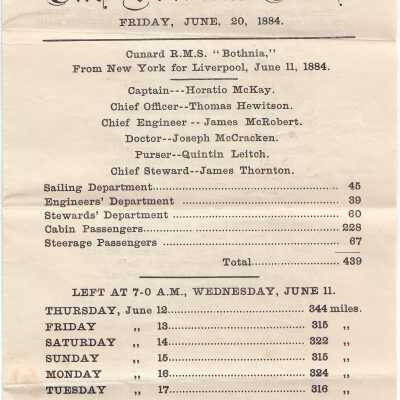 FRIDAY, JUNE, 20, 1884.
Cunard R.M.S. "Bothnia,"
From New York for Liverpool, June 11, 1884.
Captain---Horatio McKay.
Chief Officer--Thomas Hewitson.
Chief Engineer -- James McRobert.
Doctor--Joseph McCracken.
Purser--Quintin Leitch.
Chief Steward--James Thornton.
Sailing Department 45
Engineers' Department 39
Stewards' Department 60
Cabin Passengers 228
Steerage Passengers 67
Total 439
LEFT AT 7-0 A.M., WEDNESDAY, JUNE 11.
THURSDAY, June 12 344 miles.
FRIDAY ,, 13 315 ,,
SATURDAY ,, 14 322 ,,
SUNDAY ,, 15 315 ,,
MONDAY ,, 16 324 ,,
TUESDAY ,, 17 316 ,,